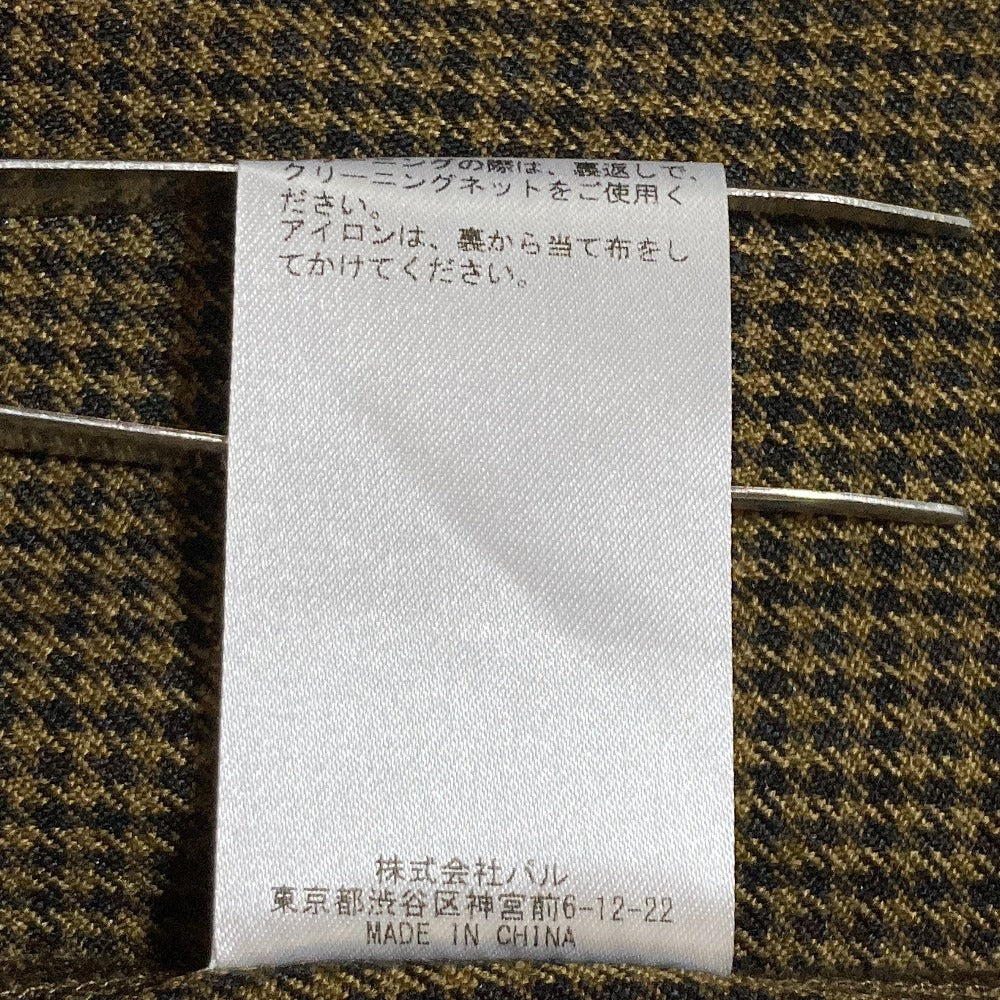 ーニングの際は、裏返しで、
クリーニングネットをご使用く
ださい。
アイロンは、裏から当て布をし
てかけてください。
株式会社パル
東京都渋谷区神宮前6-12-22
MADE IN CHINA